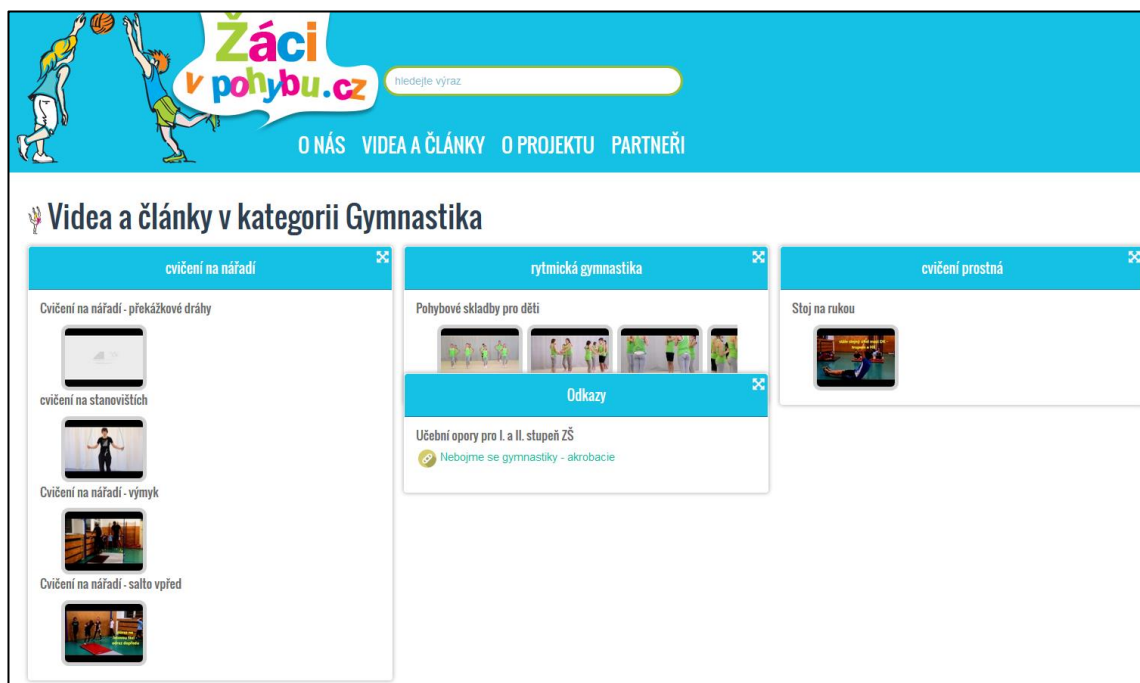 Žáci
v pohybu.cz
hledejte výraz
O NÁS VIDEA A ČLÁNKY O PROJEKTU PARTNEŘI
Videa a články v kategorii Gymnastika
cvičení na nářadí
Cvičení na nářadí - překážkové dráhy
cvičení na stanovištích
Cvičení na nářadí - výmyk
Cvičení na nářadí - salto vpřed
rytmická gymnastika
Pohybové skladby pro děti
Odkazy
Učební opory pro I. a II. stupeň ZŠ
Nebojme se gymnastiky - akrobacie
cvičení prostná
Stoj na rukou